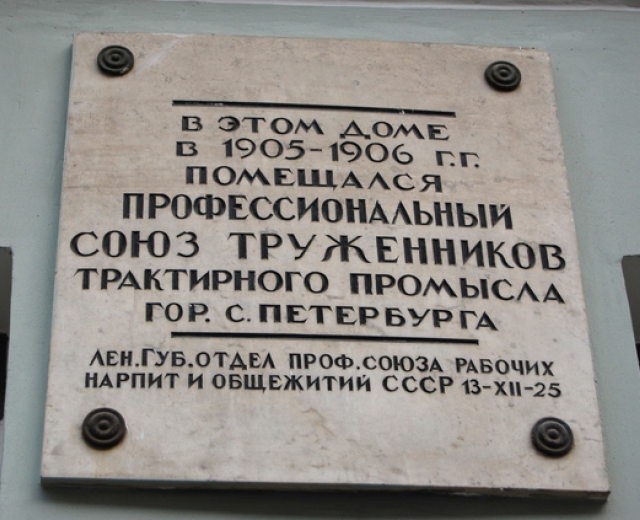 В ЭТОМ ДОМЕ
В 1905-1906 Г.Г.
ПОМЕЩАЛСЯ
ПРОФЕССИОНАЛЬНЫЙ
СОЮЗ ТРУЖЕННИКОВ
ТРАКТИРНОГО ПРОМЫСЛА
ГОР. С. ПЕТЕРБУРГА
ЛЕН.ГУБ.ОТДЕЛ ПРОФ.СОЮЗА РАБОЧИХ
НАРПИТ И ОБЩЕЖИТИЙ СССР 13-XII-25